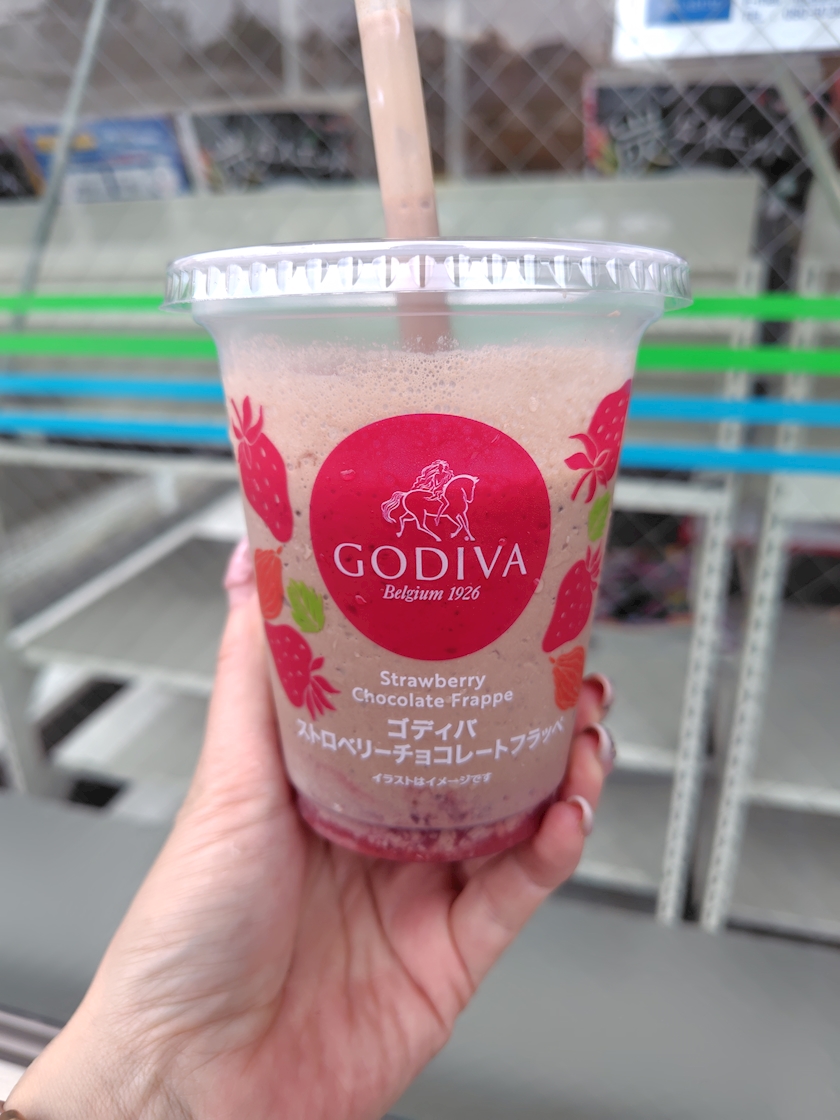 GODIVA
Belgium 1926
Strawberry
Chocolate Frappe
ゴディバ
ストロベリーチョコレートフラッペ
イラストはイメージです